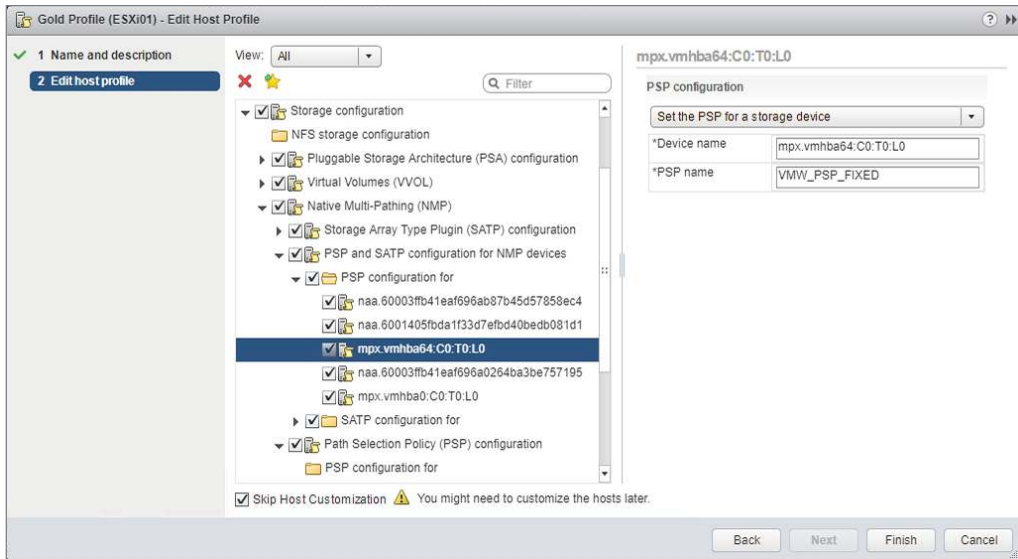 Gold Profile (ESXi01) - Edit Host Profile
?
1 Name and description
2 Edit host profile
View: All
Filter
Storage configuration
NFS storage configuration
Pluggable Storage Architecture (PSA) configuration
Virtual Volumes (VVOL)
Native Multi-Pathing (NMP)
Storage Array Type Plugin (SATP) configuration
PSP and SATP configuration for NMP devices
PSP configuration for
naa.60003ffb41eaf696ab87b45d57858ec4
naa.6001405fbda1f33d7efbd40bedb081d1
mpx.vmhba64:C0:T0:L0
naa.60003ffb41eaf696a0264ba3be757195
mpx.vmhba0:C0:T0:L0
SATP configuration for
Path Selection Policy (PSP) configuration
PSP configuration for
Skip Host Customization You might need to customize the hosts later.
mpx.vmhba64:C0:T0:L0
PSP configuration
Set the PSP for a storage device
*Device name mpx.vmhba64:C0:T0:L0
*PSP name VMW_PSP_FIXED
Back Next Finish Cancel